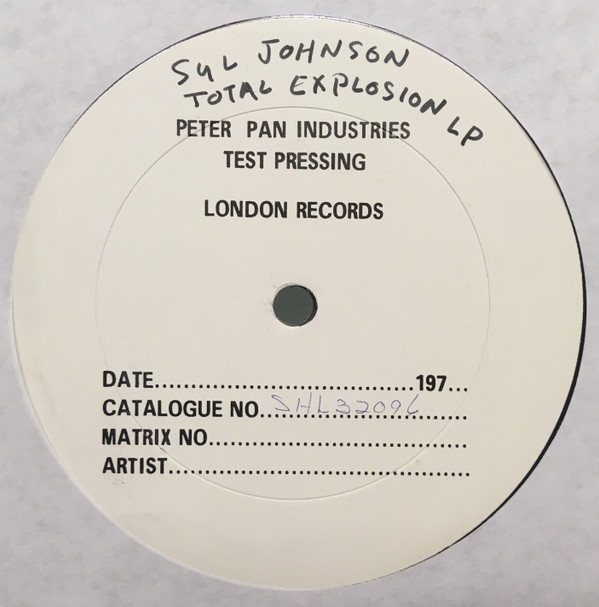 SYL JOHNSON
TOTAL EXPLOSION LP
PETER PAN INDUSTRIES
TEST PRESSING
LONDON RECORDS
DATE....................................197...
CATALOGUE NO. SHL32096
MATRIX NO.......................................
ARTIST.............................................